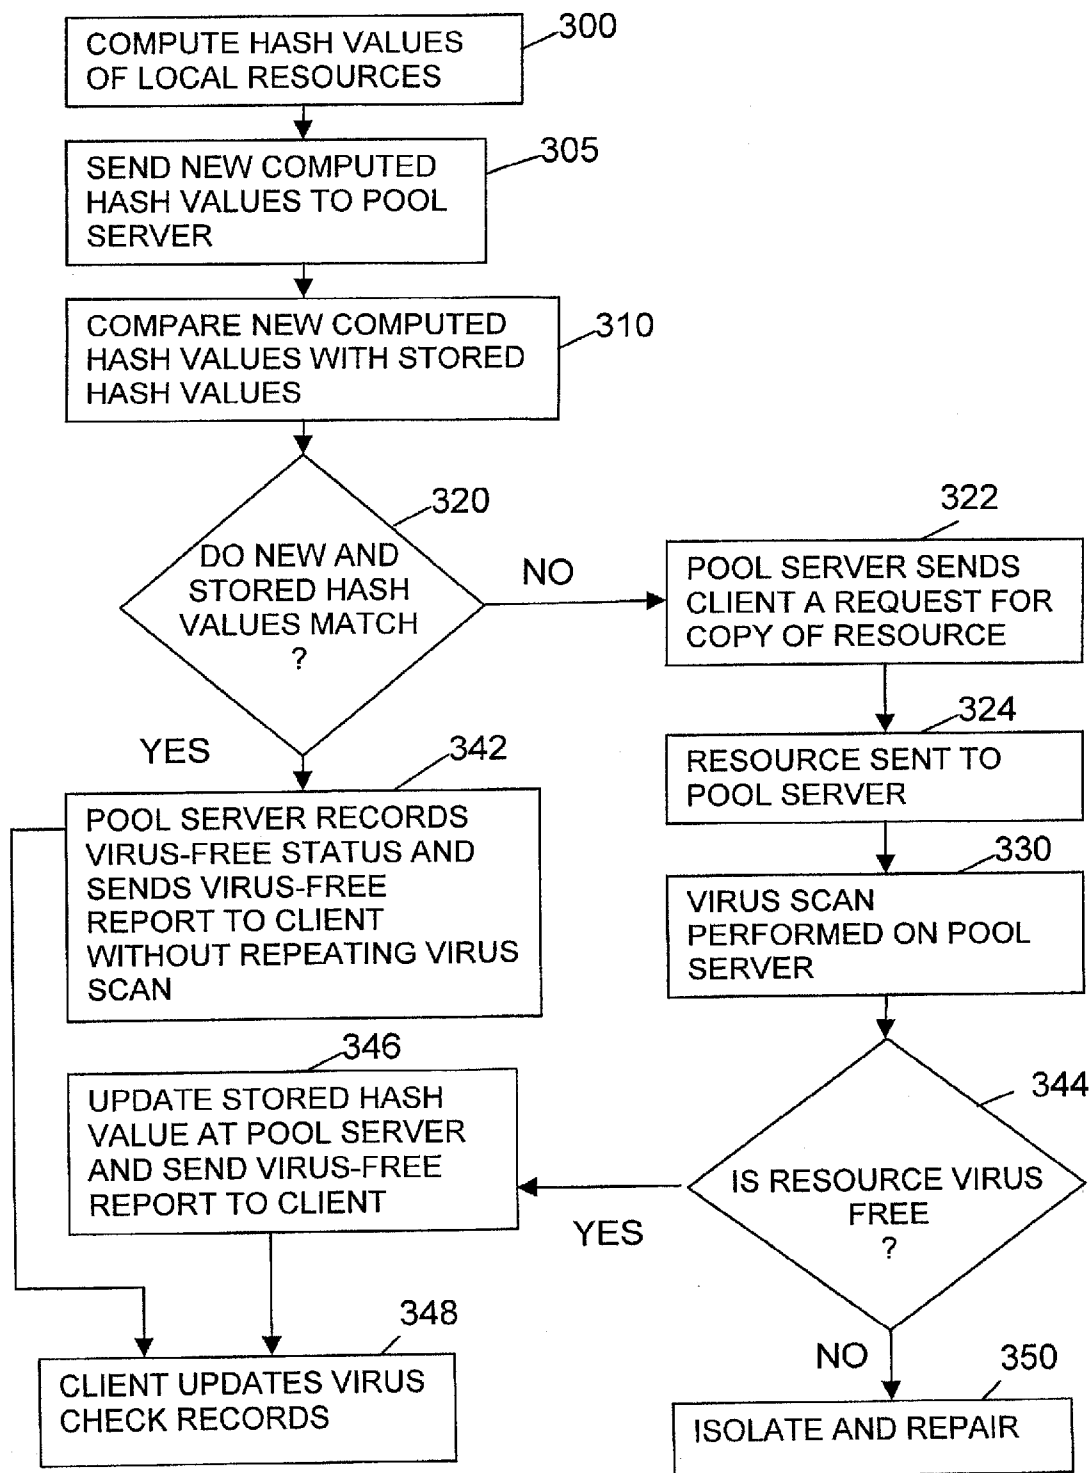 300
COMPUTE HASH VALUES
OF LOCAL RESOURCES
305
SEND NEW COMPUTED
HASH VALUES TO POOL
SERVER
310
COMPARE NEW COMPUTED
HASH VALUES WITH STORED
HASH VALUES
320
DO NEW AND
STORED HASH
VALUES MATCH
?
NO
YES
322
POOL SERVER SENDS
CLIENT A REQUEST FOR
COPY OF RESOURCE
324
RESOURCE SENT TO
POOL SERVER
330
VIRUS SCAN
PERFORMED ON POOL
SERVER
342
POOL SERVER RECORDS
VIRUS-FREE STATUS AND
SENDS VIRUS-FREE
REPORT TO CLIENT
WITHOUT REPEATING VIRUS
SCAN
344
IS RESOURCE VIRUS
FREE
?
YES
NO
346
UPDATE STORED HASH
VALUE AT POOL SERVER
AND SEND VIRUS-FREE
REPORT TO CLIENT
348
CLIENT UPDATES VIRUS
CHECK RECORDS
350
ISOLATE AND REPAIR